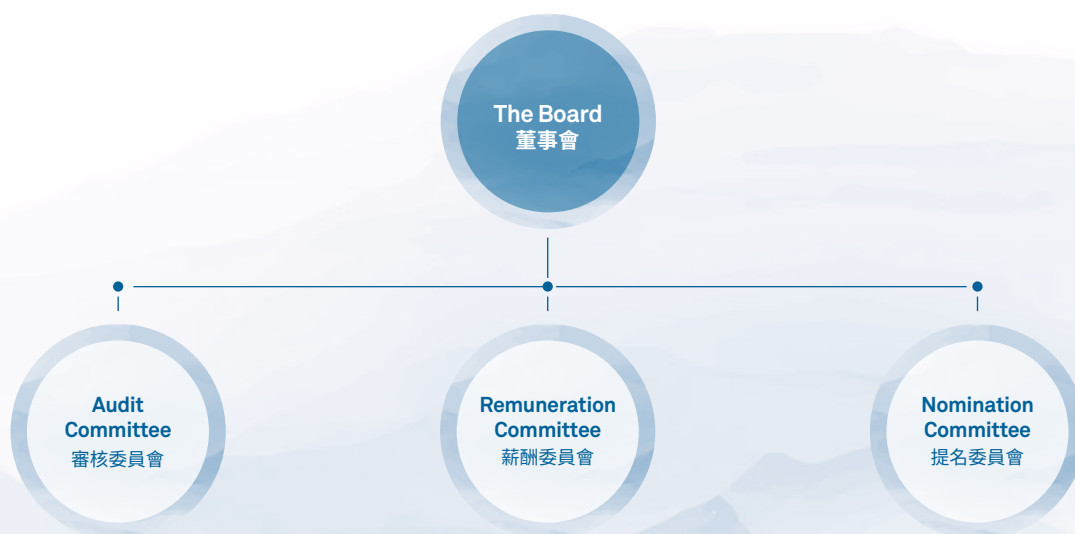 The Board
董事會
Audit
Committee
審核委員會
Remuneration
Committee
薪酬委員會
Nomination
Committee
提名委員會